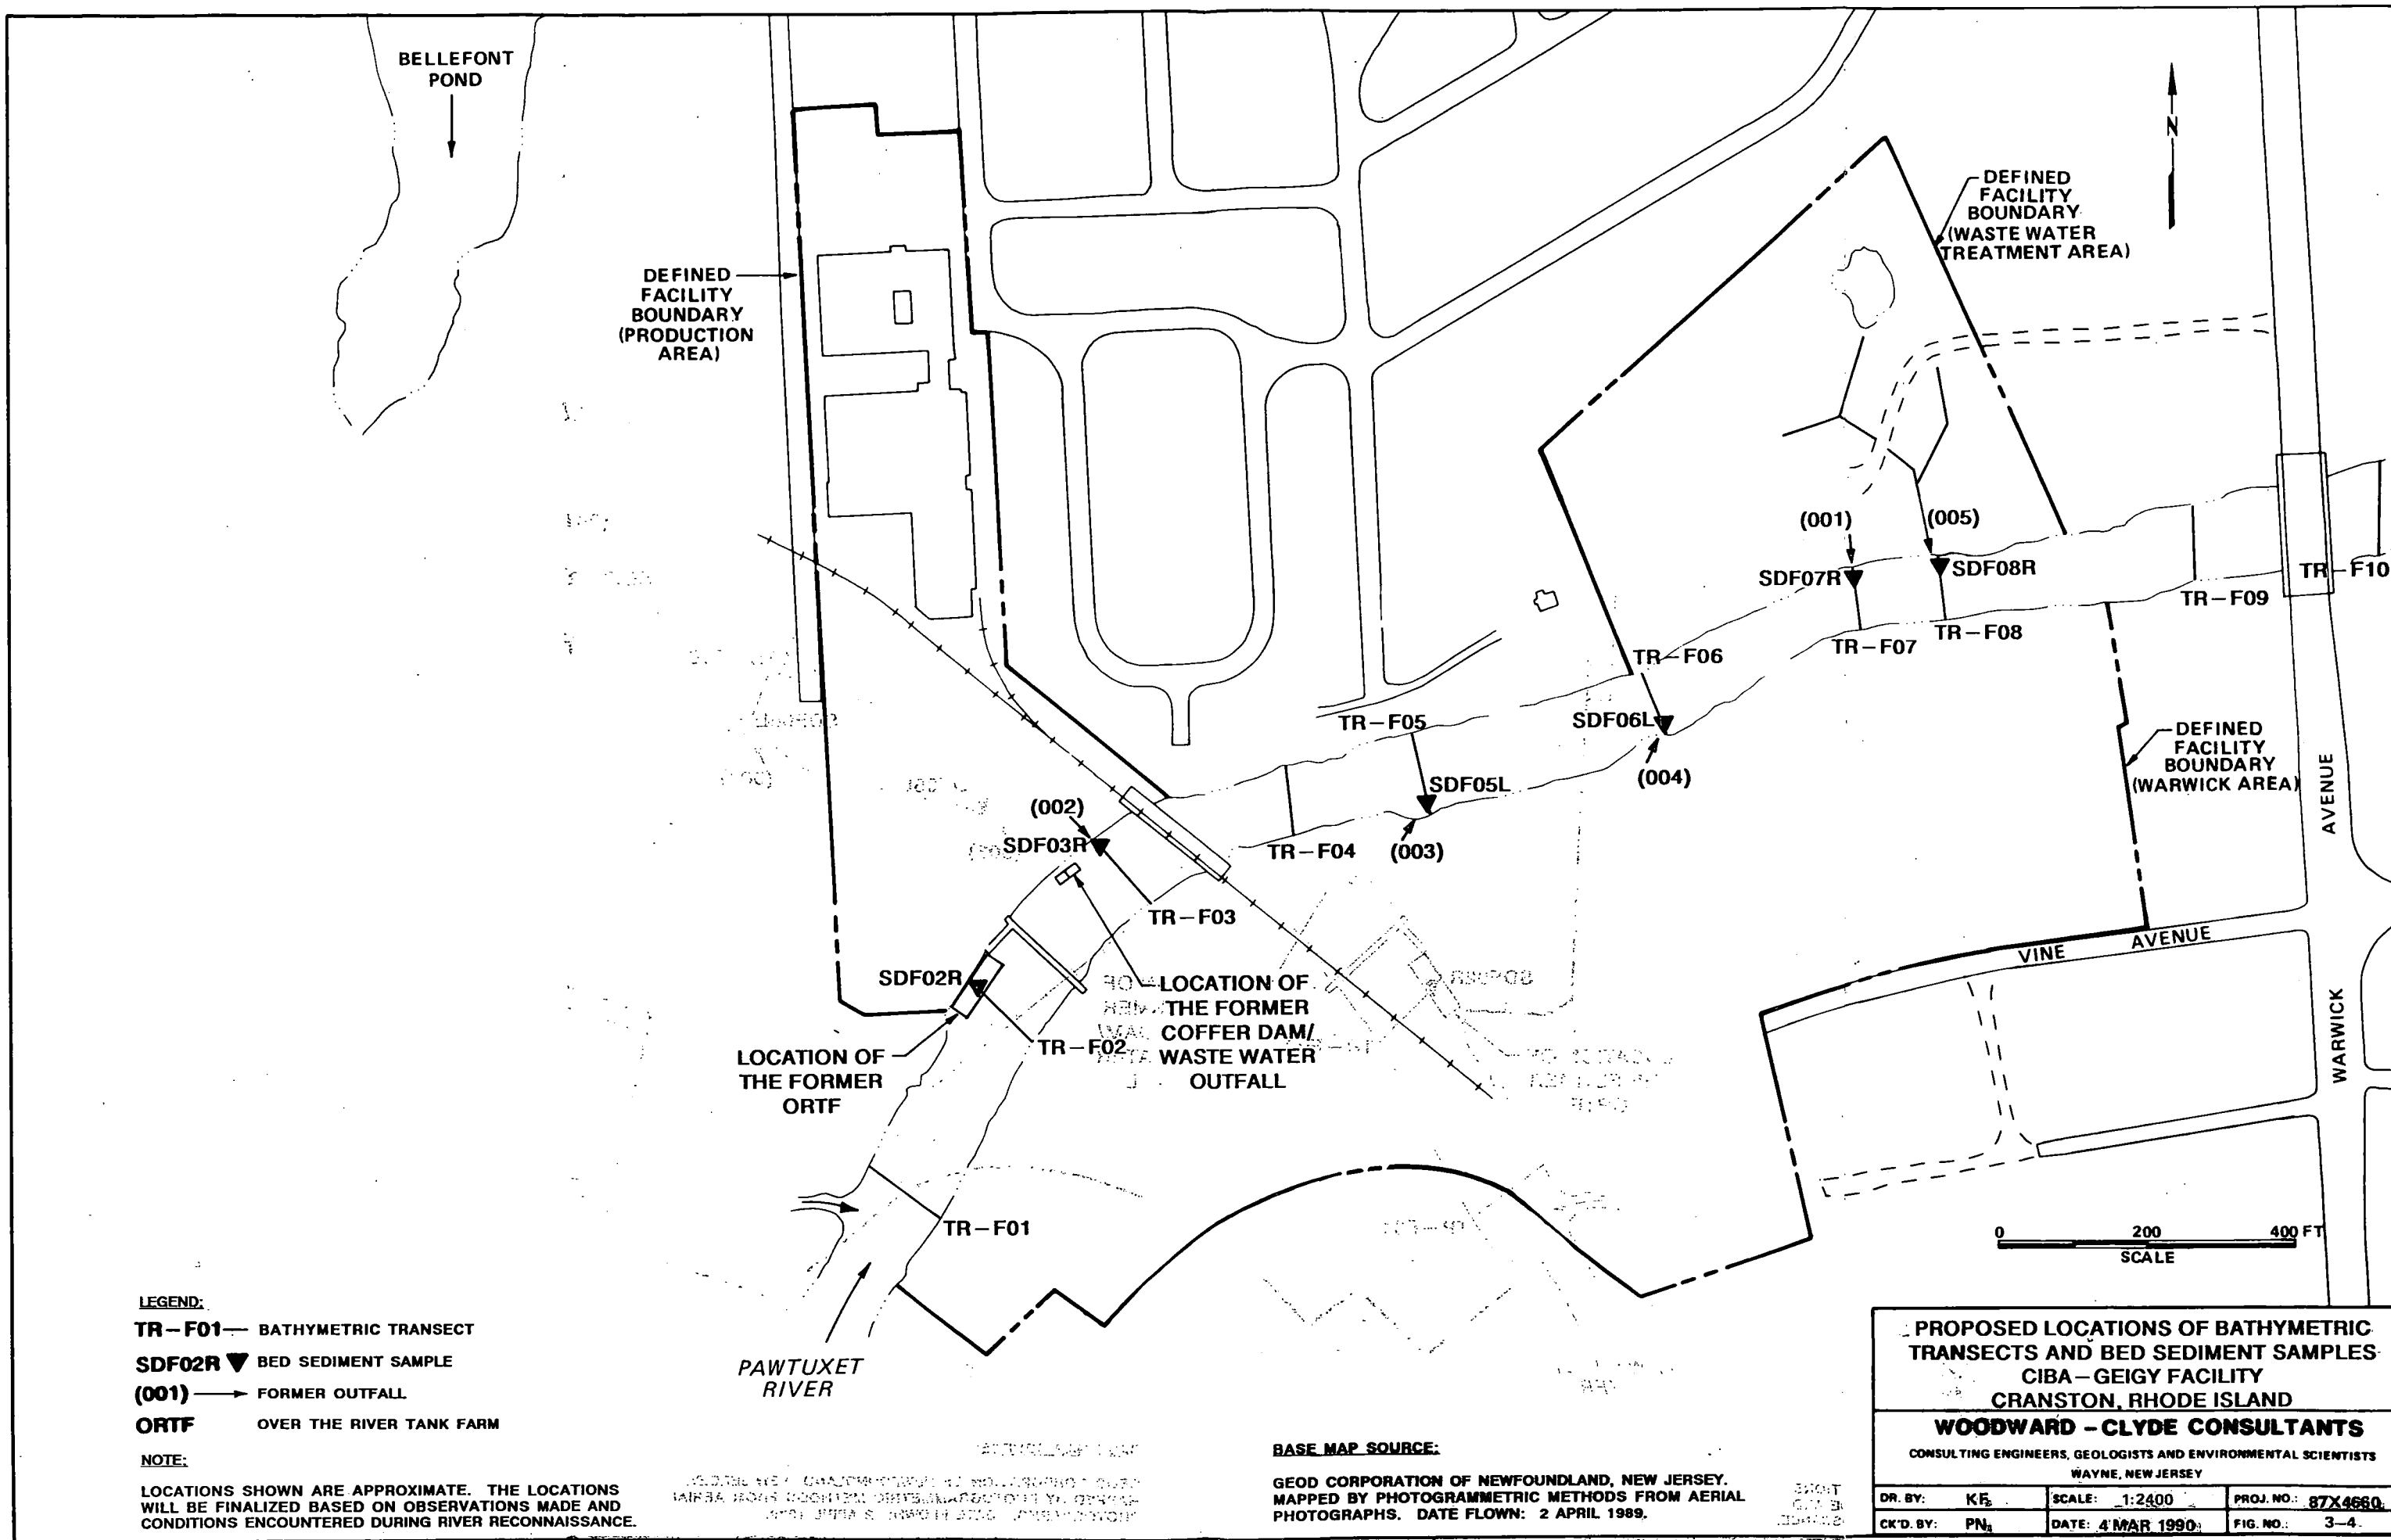 BELLEFONT
POND
N
DEFINED
FACILITY
BOUNDARY
(WASTE WATER
TREATMENT AREA)
DEFINED
FACILITY
BOUNDARY
(PRODUCTION
AREA)
(001)
(005)
SDF07R
SDF08R
TR-F10
TR-F09
TR-F08
TR-F07
TR-F06
TR-F05
SDF06L
(004)
SDF05L
DEFINED
FACILITY
BOUNDARY
(WARWICK AREA)
AVENUE
(002)
SDF03R
TR-F04
(003)
TR-F03
VINE AVENUE
SDF02R
LOCATION OF
THE FORMER
COFFER DAM/
WASTE WATER
OUTFALL
WARWICK
TR-F02
LOCATION OF
THE FORMER
ORTF
TR-F01
0 200 400 FT
SCALE
PAWTUXET
RIVER
LEGEND:
TR-F01 BATHYMETRIC TRANSECT
SDF02R BED SEDIMENT SAMPLE
(001) FORMER OUTFALL
ORTF OVER THE RIVER TANK FARM
NOTE:
LOCATIONS SHOWN ARE APPROXIMATE. THE LOCATIONS
WILL BE FINALIZED BASED ON OBSERVATIONS MADE AND
CONDITIONS ENCOUNTERED DURING RIVER RECONNAISSANCE.
BASE MAP SOURCE:
GEOD CORPORATION OF NEWFOUNDLAND, NEW JERSEY.
MAPPED BY PHOTOGRAMMETRIC METHODS FROM AERIAL
PHOTOGRAPHS. DATE FLOWN: 2 APRIL 1989.
PROPOSED LOCATIONS OF BATHYMETRIC
TRANSECTS AND BED SEDIMENT SAMPLES
CIBA-GEIGY FACILITY
CRANSTON, RHODE ISLAND
WOODWARD-CLYDE CONSULTANTS
CONSULTING ENGINEERS, GEOLOGISTS AND ENVIRONMENTAL SCIENTISTS
WAYNE, NEW JERSEY
DR. BY: KF SCALE: 1:2400 PROJ. NO.: 87X4660
CK'D. BY: PN DATE: 4 MAR 1990 FIG. NO.: 3-4